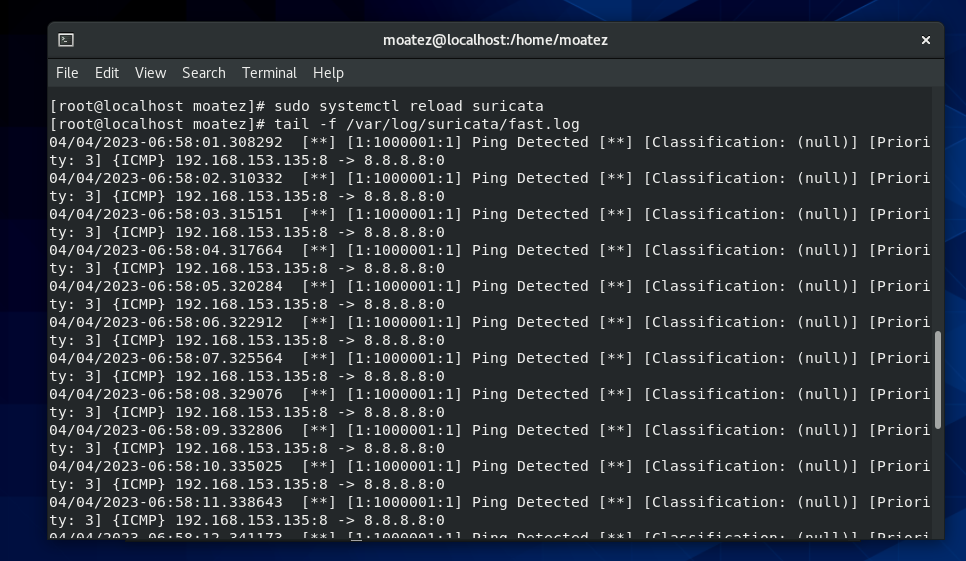 moatez@localhost:/home/moatez
File Edit View Search Terminal Help
[root@localhost moatez]# sudo systemctl reload suricata
[root@localhost moatez]# tail -f /var/log/suricata/fast.log
04/04/2023-06:58:01.308292  [**] [1:1000001:1] Ping Detected [**] [Classification: (null)] [Priori
ty: 3] {ICMP} 192.168.153.135:8 -> 8.8.8.8:0
04/04/2023-06:58:02.310332  [**] [1:1000001:1] Ping Detected [**] [Classification: (null)] [Priori
ty: 3] {ICMP} 192.168.153.135:8 -> 8.8.8.8:0
04/04/2023-06:58:03.315151  [**] [1:1000001:1] Ping Detected [**] [Classification: (null)] [Priori
ty: 3] {ICMP} 192.168.153.135:8 -> 8.8.8.8:0
04/04/2023-06:58:04.317664  [**] [1:1000001:1] Ping Detected [**] [Classification: (null)] [Priori
ty: 3] {ICMP} 192.168.153.135:8 -> 8.8.8.8:0
04/04/2023-06:58:05.320284  [**] [1:1000001:1] Ping Detected [**] [Classification: (null)] [Priori
ty: 3] {ICMP} 192.168.153.135:8 -> 8.8.8.8:0
04/04/2023-06:58:06.322912  [**] [1:1000001:1] Ping Detected [**] [Classification: (null)] [Priori
ty: 3] {ICMP} 192.168.153.135:8 -> 8.8.8.8:0
04/04/2023-06:58:07.325564  [**] [1:1000001:1] Ping Detected [**] [Classification: (null)] [Priori
ty: 3] {ICMP} 192.168.153.135:8 -> 8.8.8.8:0
04/04/2023-06:58:08.329076  [**] [1:1000001:1] Ping Detected [**] [Classification: (null)] [Priori
ty: 3] {ICMP} 192.168.153.135:8 -> 8.8.8.8:0
04/04/2023-06:58:09.332806  [**] [1:1000001:1] Ping Detected [**] [Classification: (null)] [Priori
ty: 3] {ICMP} 192.168.153.135:8 -> 8.8.8.8:0
04/04/2023-06:58:10.335025  [**] [1:1000001:1] Ping Detected [**] [Classification: (null)] [Priori
ty: 3] {ICMP} 192.168.153.135:8 -> 8.8.8.8:0
04/04/2023-06:58:11.338643  [**] [1:1000001:1] Ping Detected [**] [Classification: (null)] [Priori
ty: 3] {ICMP} 192.168.153.135:8 -> 8.8.8.8:0
04/04/2023-06:58:12.341173  [**] [1:1000001:1] Ping Detected [**] [Classification: (null)] [Priori